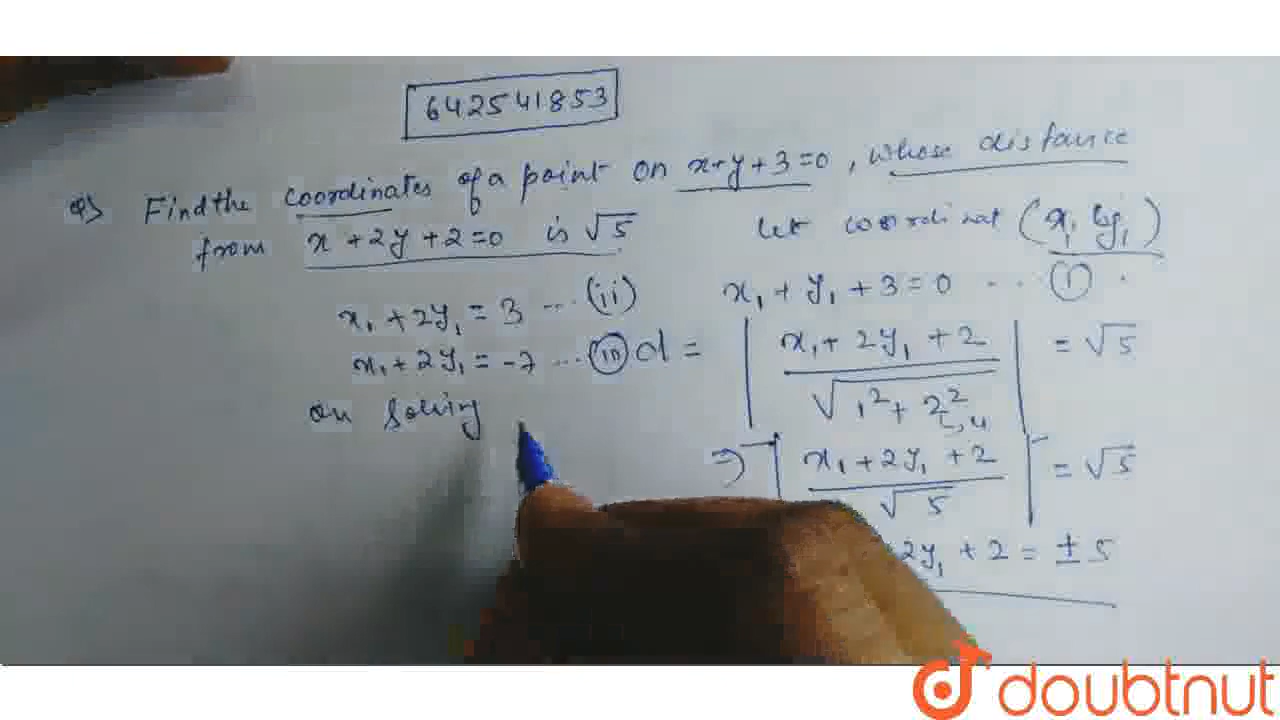 642541853
Q) Find the coordinates of a point on x+y+3=0, whose distance
from x+2y+2=0 is √5
let coordinat (x₁ & y₁)
x₁+y₁+3=0 ... (i)
d = |x₁+2y₁+2 / √1²+2²| = √5
⇒ |x₁+2y₁+2 / √5| = √5
2y₁+2=±5
x₁+2y₁=3 ... (ii)
x₁+2y₁=-7 ... (iii)
on solving
doubtnut